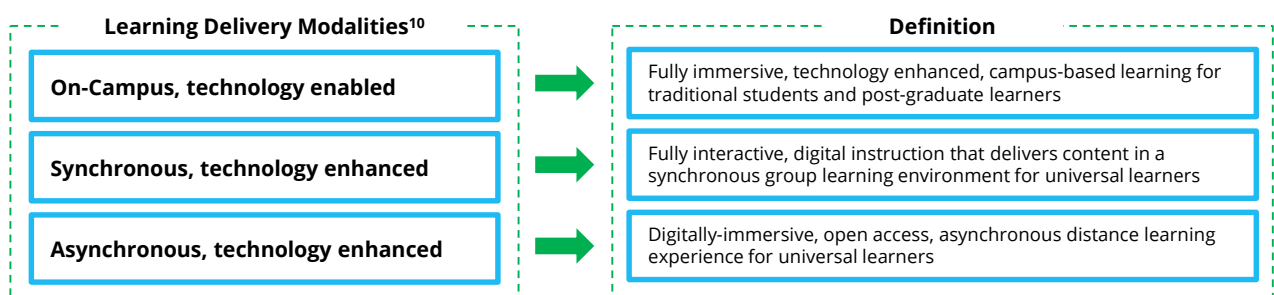 Learning Delivery Modalities¹⁰
Definition
On-Campus, technology enabled
Fully immersive, technology enhanced, campus-based learning for
traditional students and post-graduate learners
Synchronous, technology enhanced
Fully interactive, digital instruction that delivers content in a
synchronous group learning environment for universal learners
Asynchronous, technology enhanced
Digitally-immersive, open access, asynchronous distance learning
experience for universal learners